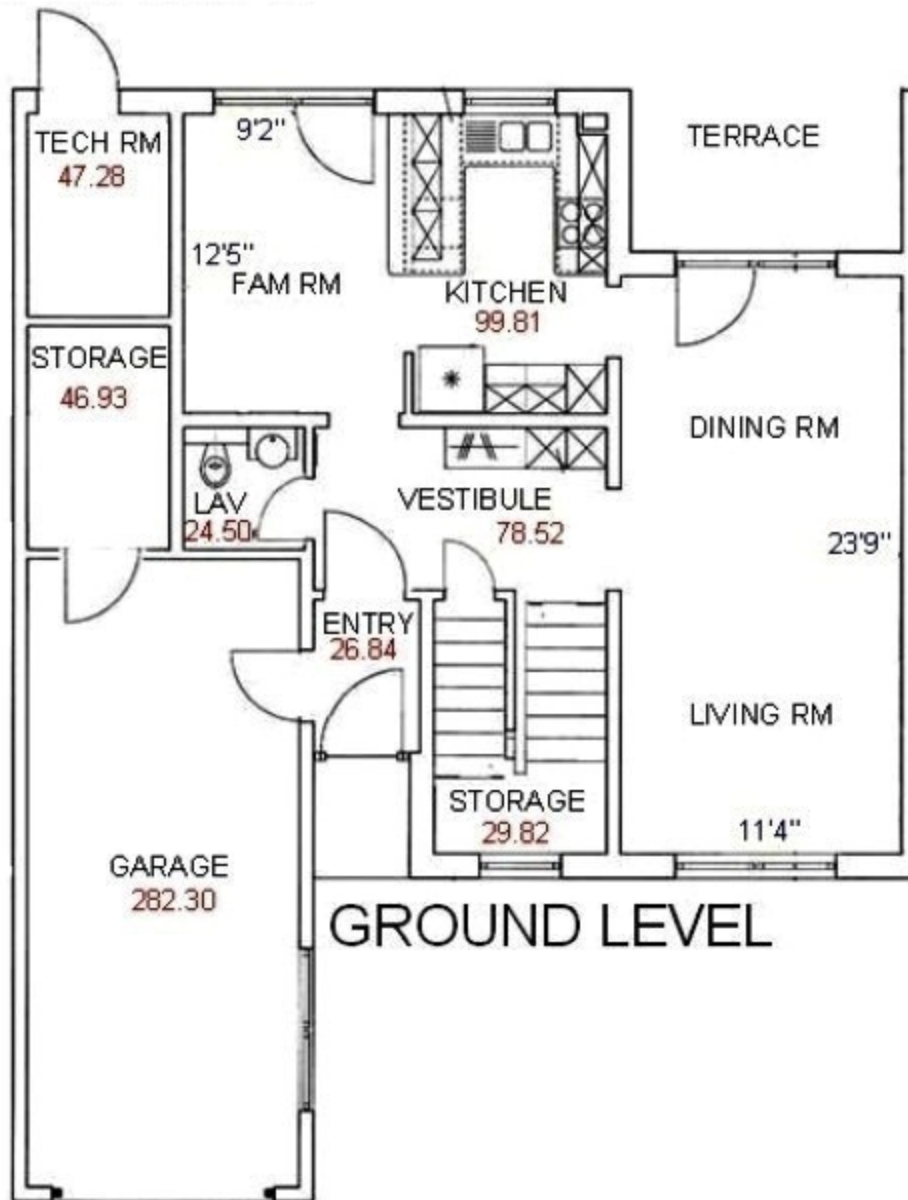 TECH RM
47.28
9'2"
TERRACE
12'5"
FAM RM
KITCHEN
99.81
STORAGE
46.93
DINING RM
LAV
24.50
VESTIBULE
78.52
23'9"
ENTRY
26.84
LIVING RM
STORAGE
29.82
11'4"
GARAGE
282.30
GROUND LEVEL